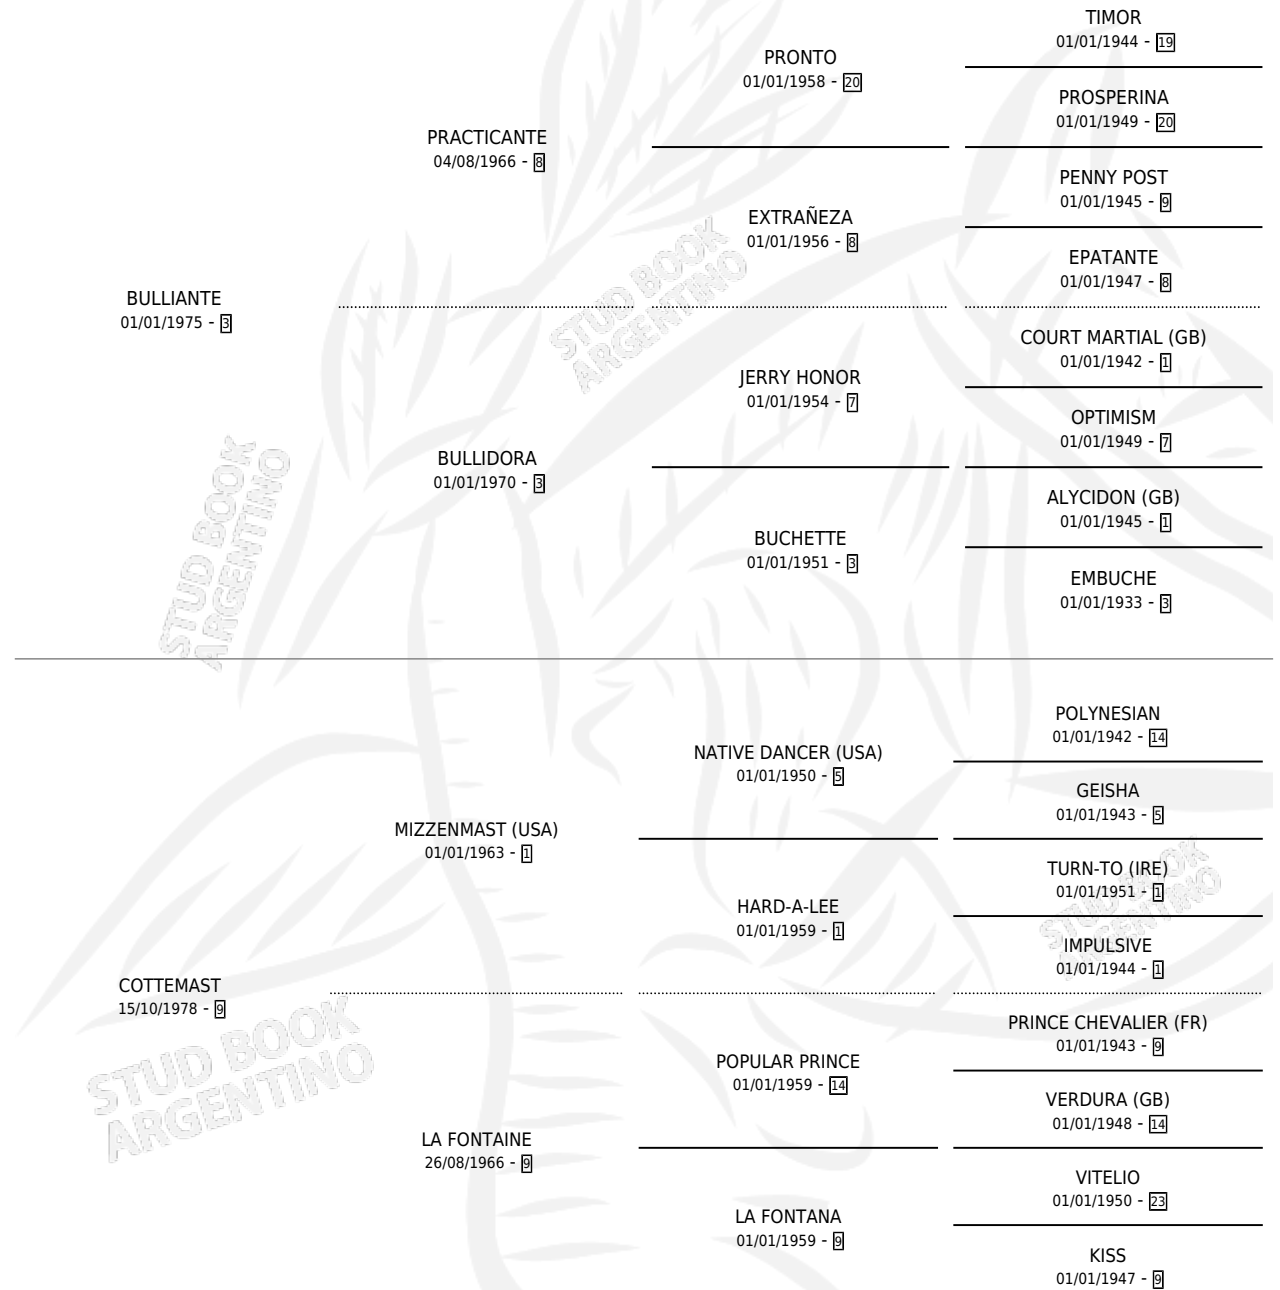 TIMOR
01/01/1944 - 19
PRONTO
01/01/1958 - 20
PROSPERINA
01/01/1949 - 20
PRACTICANTE
04/08/1966 - 8
PENNY POST
01/01/1945 - 9
EXTRAÑEZA
01/01/1956 - 8
EPATANTE
01/01/1947 - 8
BULLIANTE
01/01/1975 - 3
COURT MARTIAL (GB)
01/01/1942 - 1
JERRY HONOR
01/01/1954 - 7
OPTIMISM
01/01/1949 - 7
BULLIDORA
01/01/1970 - 3
ALYCIDON (GB)
01/01/1945 - 1
BUCHETTE
01/01/1951 - 3
EMBUCHE
01/01/1933 - 3
STUD BOOK
ARGENTINO
STUD BOOK
ARGENTINO
POLYNESIAN
01/01/1942 - 14
NATIVE DANCER (USA)
01/01/1950 - 5
GEISHA
01/01/1943 - 5
MIZZENMAST (USA)
01/01/1963 - 1
TURN-TO (IRE)
01/01/1951 - 1
HARD-A-LEE
01/01/1959 - 1
IMPULSIVE
01/01/1944 - 1
STUD BOOK
ARGENTINO
COTTEMAST
15/10/1978 - 9
PRINCE CHEVALIER (FR)
01/01/1943 - 9
POPULAR PRINCE
01/01/1959 - 14
VERDURA (GB)
01/01/1948 - 14
LA FONTAINE
26/08/1966 - 9
VITELIO
01/01/1950 - 23
LA FONTANA
01/01/1959 - 9
KISS
01/01/1947 - 9
STUD BOOK
ARGENTINO